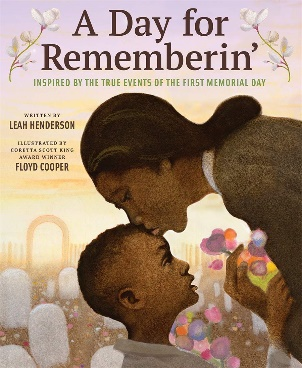 A Day for
Rememberin'
INSPIRED BY THE TRUE EVENTS OF THE FIRST MEMORIAL DAY
WRITTEN BY
LEAH HENDERSON
ILLUSTRATED BY
CORETTA SCOTT KING
AWARD WINNER
FLOYD COOPER